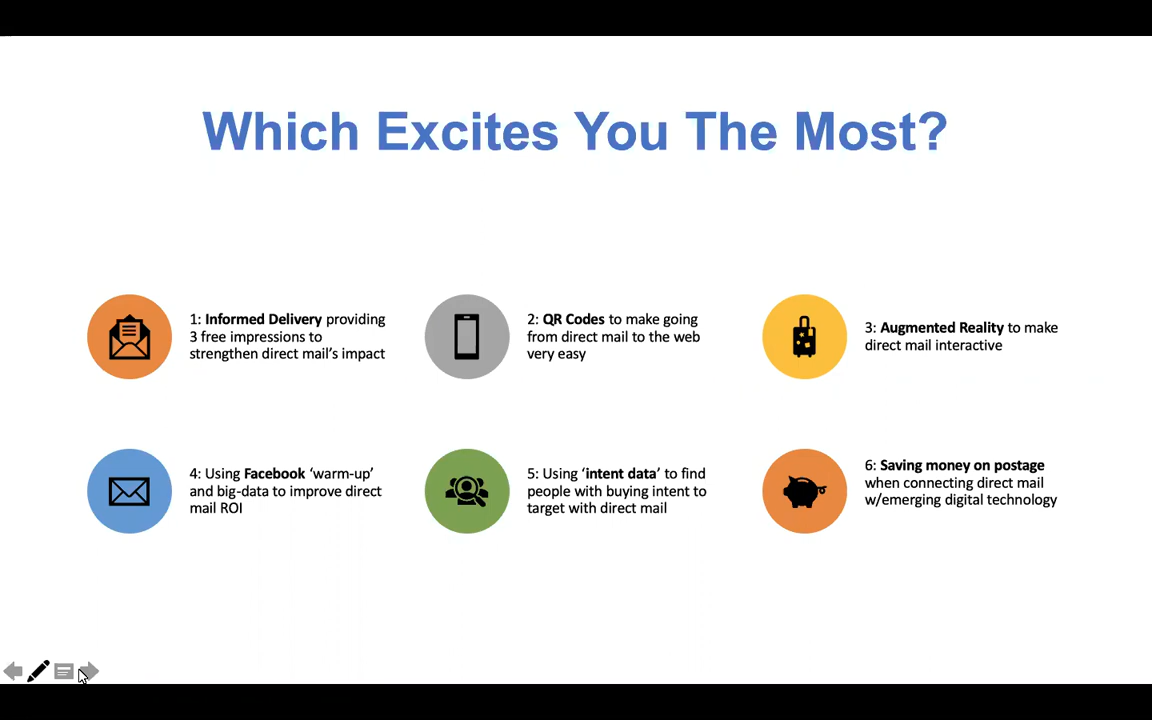 Which Excites You The Most?
1: Informed Delivery providing
3 free impressions to
strengthen direct mail’s impact
2: QR Codes to make going
from direct mail to the web
very easy
3: Augmented Reality to make
direct mail interactive
4: Using Facebook ‘warm-up’
and big-data to improve direct
mail ROI
5: Using ‘intent data’ to find
people with buying intent to
target with direct mail
6: Saving money on postage
when connecting direct mail
w/emerging digital technology